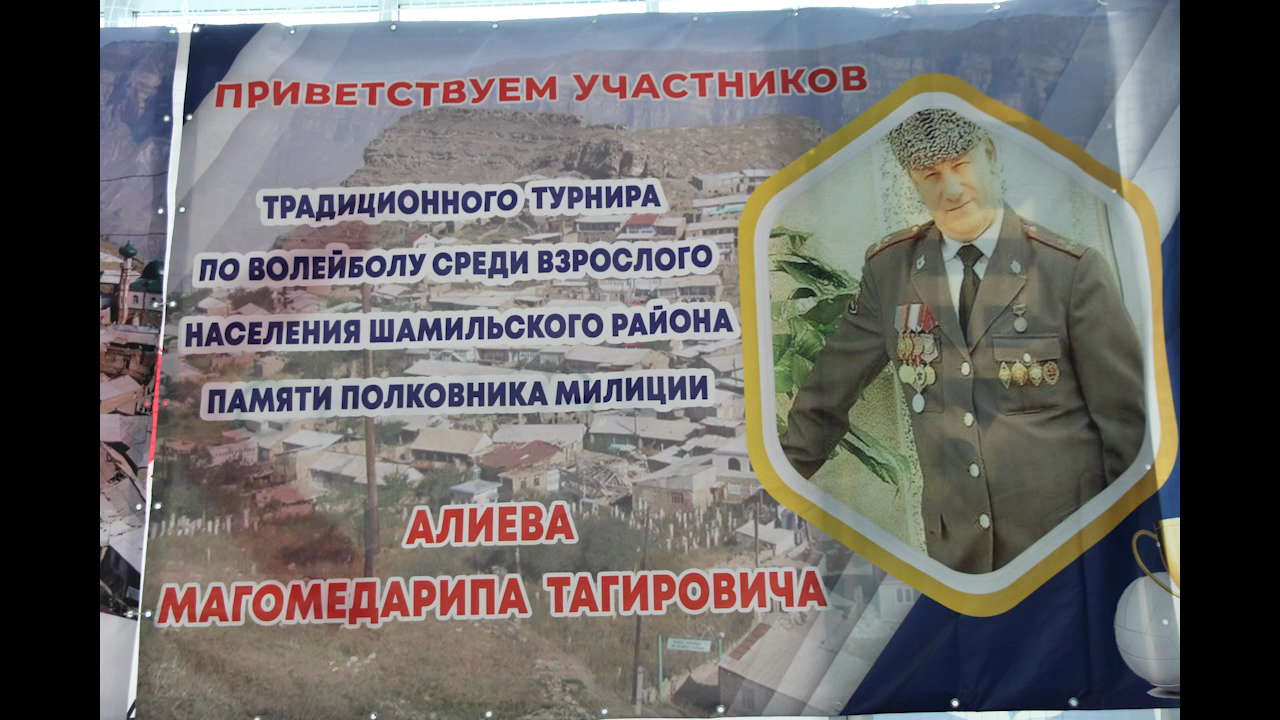 ПРИВЕТСТВУЕМ УЧАСТНИКОВ
ТРАДИЦИОННОГО ТУРНИРА
ПО ВОЛЕЙБОЛУ СРЕДИ ВЗРОСЛОГО
НАСЕЛЕНИЯ ШАМИЛЬСКОГО РАЙОНА
ПАМЯТИ ПОЛКОВНИКА МИЛИЦИИ
АЛИЕВА
МАГОМЕДАРИПА ТАГИРОВИЧА